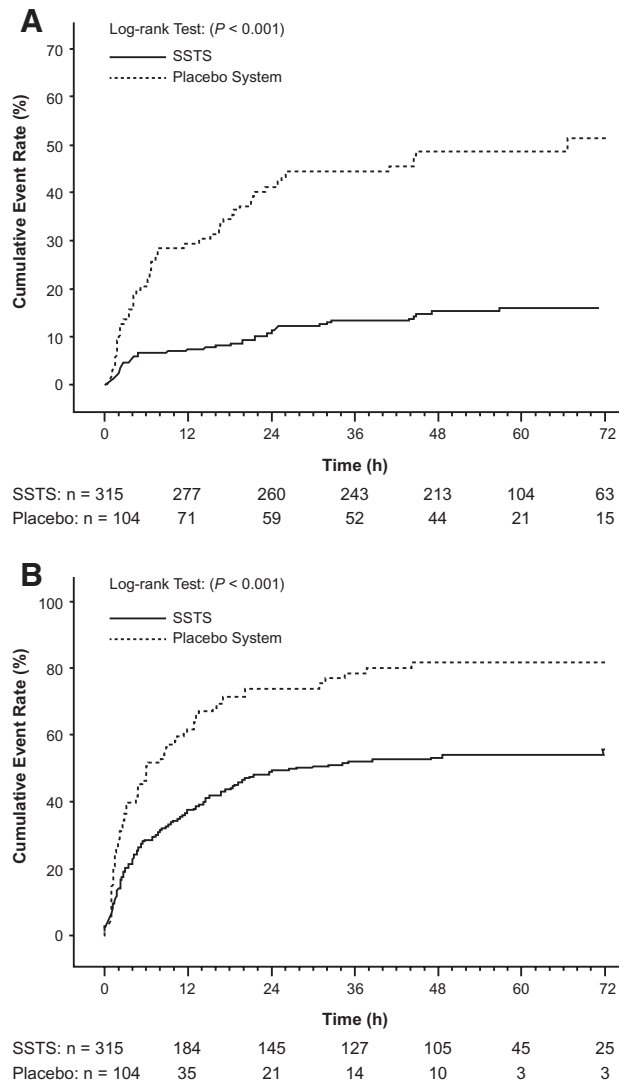 A
Log-rank Test: (P < 0.001)
SSTS
Placebo System
Cumulative Event Rate (%)
70
60
50
40
30
20
10
0
0 12 24 36 48 60 72
Time (h)
SSTS: n = 315 277 260 243 213 104 63
Placebo: n = 104 71 59 52 44 21 15
B
Log-rank Test: (P < 0.001)
SSTS
Placebo System
Cumulative Event Rate (%)
100
80
60
40
20
0
0 12 24 36 48 60 72
Time (h)
SSTS: n = 315 184 145 127 105 45 25
Placebo: n = 104 35 21 14 10 3 3